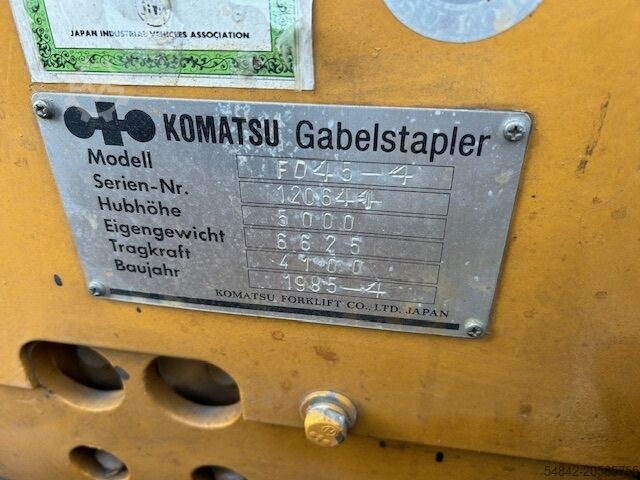 JAPAN INDUSTRIAL VEHICLES ASSOCIATION
KOMATSU Gabelstapler
Modell FD45-4
Serien-Nr. 120641
Hubhöhe 5000
Eigengewicht 6625
Tragkraft 4100
Baujahr 1985-4
KOMATSU FORKLIFT CO., LTD. JAPAN